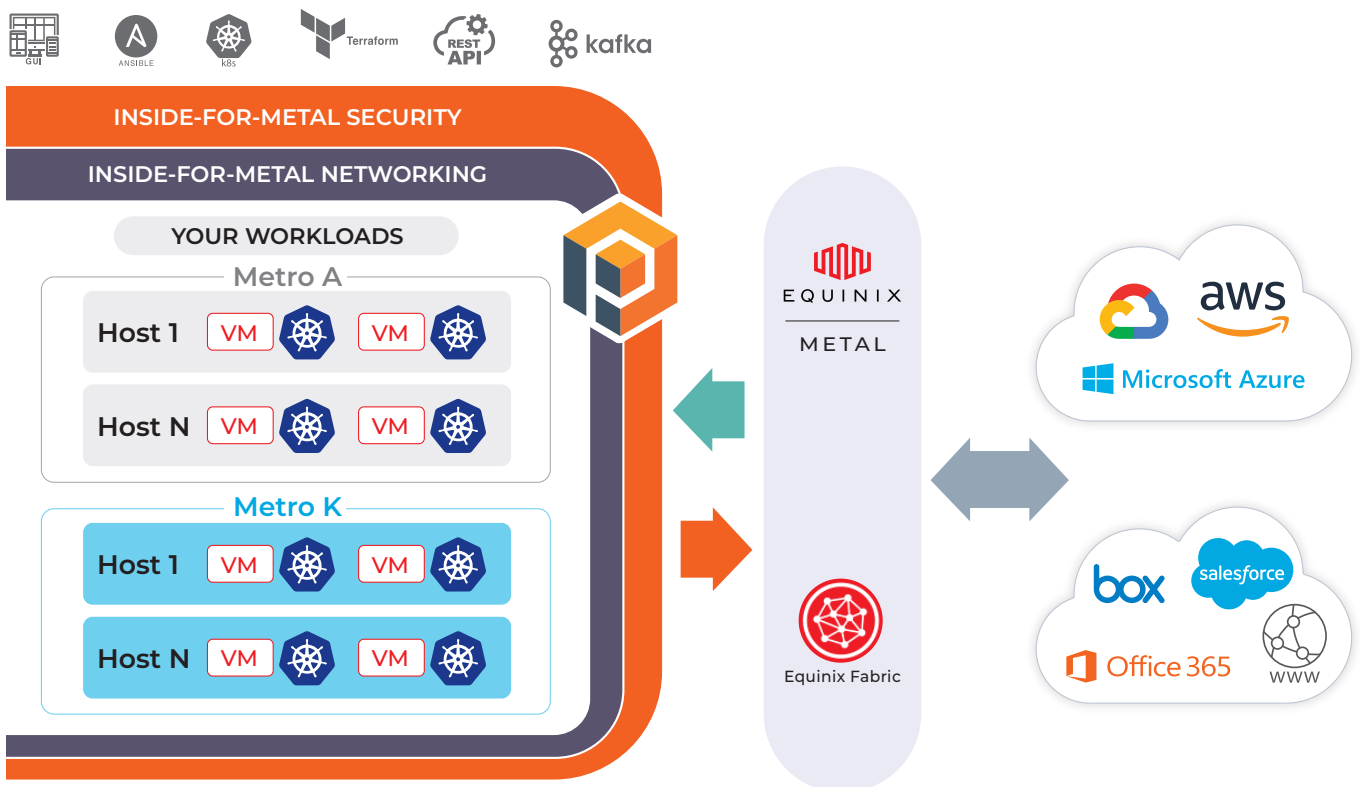 GUI
ANSIBLE
k8s
Terraform
REST
API
kafka
INSIDE-FOR-METAL SECURITY
INSIDE-FOR-METAL NETWORKING
YOUR WORKLOADS
Metro A
Host 1 VM VM
Host N VM VM
Metro K
Host 1 VM VM
Host N VM VM
EQUINIX
METAL
Equinix Fabric
aws
Microsoft Azure
box
salesforce
Office 365
WWW